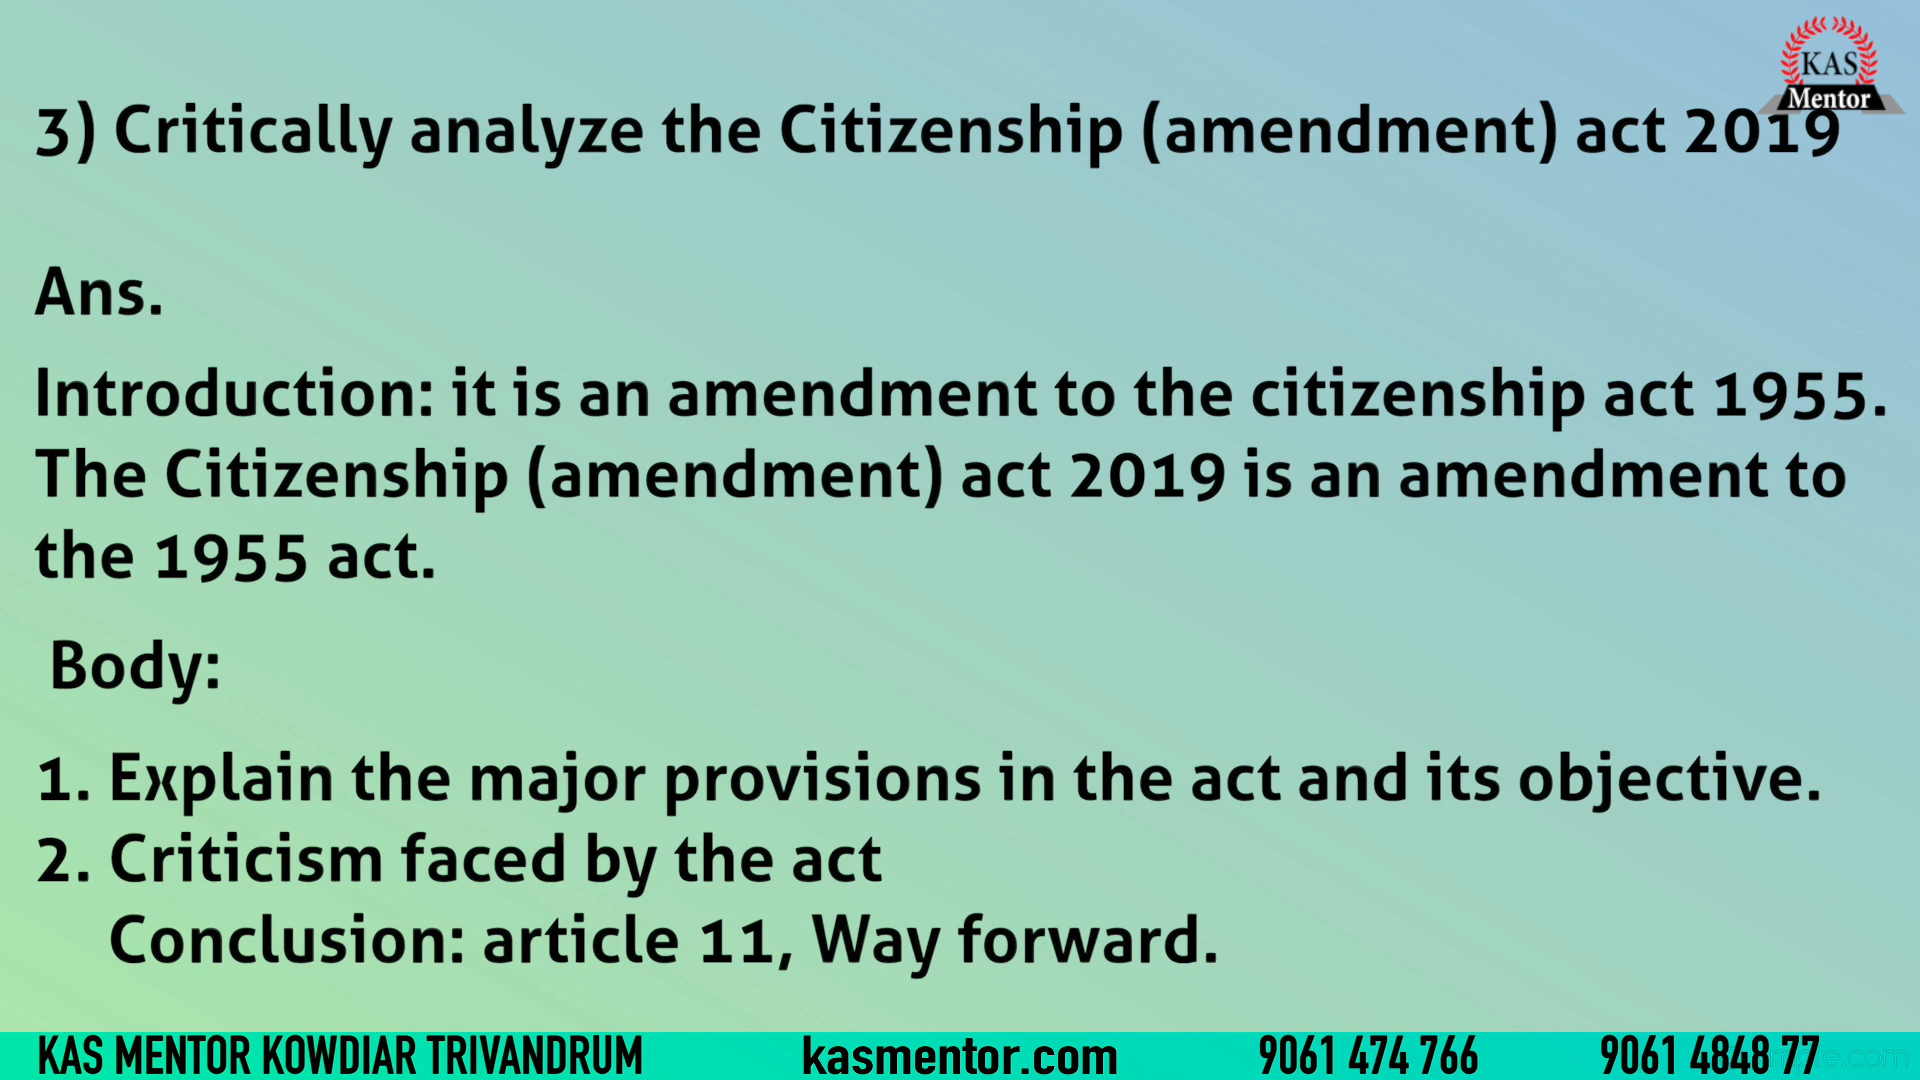 KAS
Mentor
3) Critically analyze the Citizenship (amendment) act 2019
Ans.
Introduction: it is an amendment to the citizenship act 1955.
The Citizenship (amendment) act 2019 is an amendment to
the 1955 act.
Body:
1. Explain the major provisions in the act and its objective.
2. Criticism faced by the act
Conclusion: article 11, Way forward.
KAS MENTOR KOWDIAR TRIVANDRUM kasmentor.com 9061 474 766 9061 4848 77